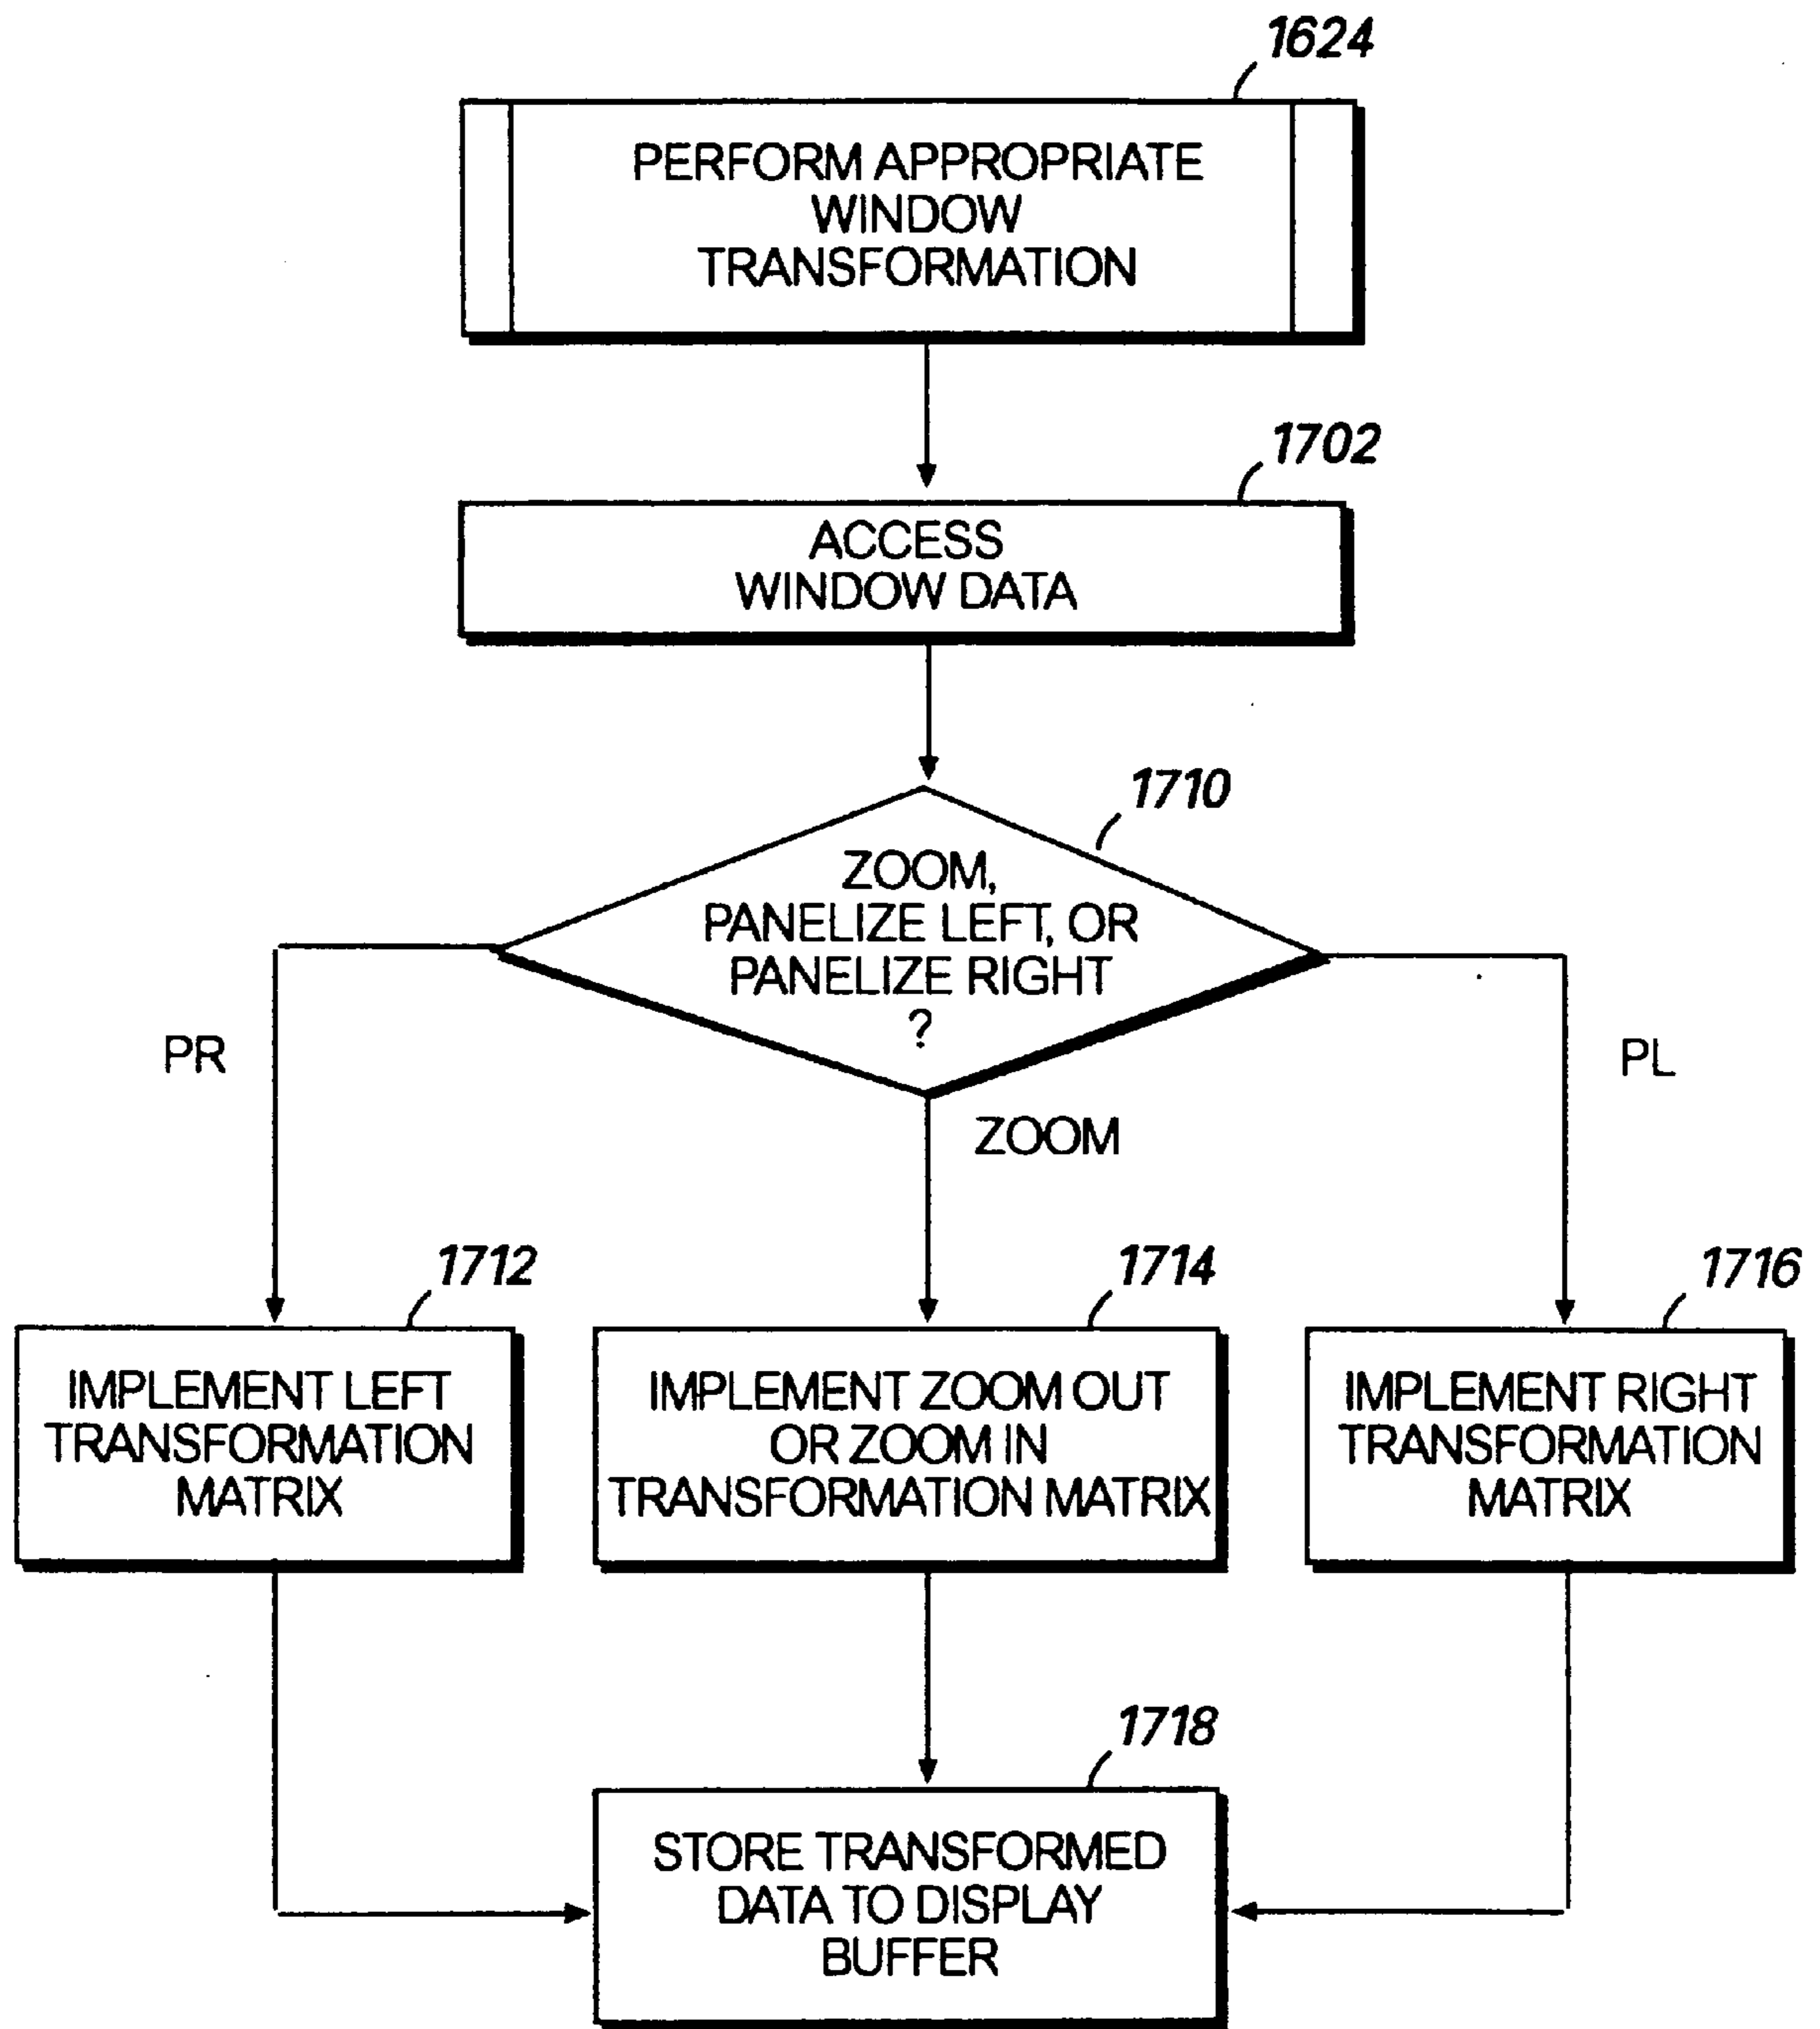 1624
PERFORM APPROPRIATE
WINDOW
TRANSFORMATION
1702
ACCESS
WINDOW DATA
1710
ZOOM,
PANELIZE LEFT, OR
PANELIZE RIGHT
?
PR
PL
ZOOM
1712
IMPLEMENT LEFT
TRANSFORMATION
MATRIX
1714
IMPLEMENT ZOOM OUT
OR ZOOM IN
TRANSFORMATION MATRIX
1716
IMPLEMENT RIGHT
TRANSFORMATION
MATRIX
1718
STORE TRANSFORMED
DATA TO DISPLAY
BUFFER